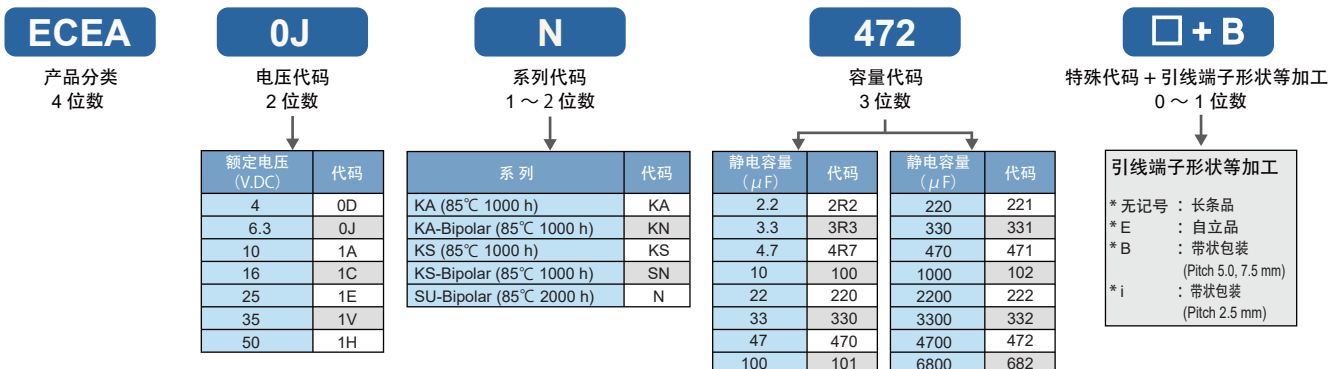 ECEA 0J N 472 □ + B
产品分类 电压代码 系列代码 容量代码 特殊代码 + 引线端子形状等加工
4 位数 2 位数 1 ～ 2 位数 3 位数 0 ～ 1 位数
额定电压
(V.DC)
代码
4 0D
6.3 0J
10 1A
16 1C
25 1E
35 1V
50 1H
系 列 代码
KA (85℃ 1000 h) KA
KA-Bipolar (85℃ 1000 h) KN
KS (85℃ 1000 h) KS
KS-Bipolar (85℃ 1000 h) SN
SU-Bipolar (85℃ 2000 h) N
静电容量
(μF)
代码
2.2 2R2
3.3 3R3
4.7 4R7
10 100
22 220
33 330
47 470
100 101
静电容量
(μF)
代码
220 221
330 331
470 471
1000 102
2200 222
3300 332
4700 472
6800 682
引线端子形状等加工
* 无记号 ：长条品
* E ：自立品
* B ：带状包装
(Pitch 5.0, 7.5 mm)
* i ：带状包装
(Pitch 2.5 mm)